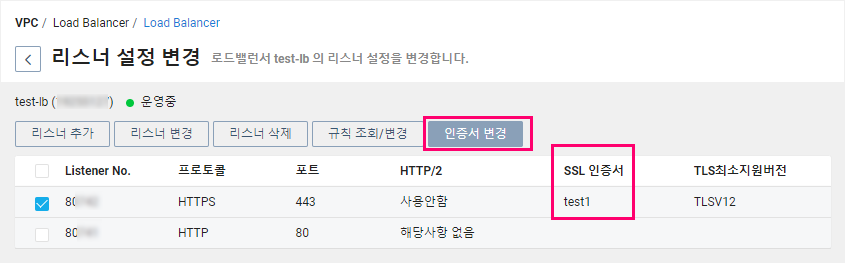 VPC / Load Balancer / Load Balancer
리스너 설정 변경 로드밸런서 test-lb 의 리스너 설정을 변경합니다.
test-lb ( ) 운영중
리스너 추가 리스너 변경 리스너 삭제 규칙 조회/변경 인증서 변경
Listener No. 프로토콜 포트 HTTP/2 SSL 인증서 TLS최소지원버전
80 HTTPS 443 사용안함 test1 TLSV12
80 HTTP 80 해당사항 없음